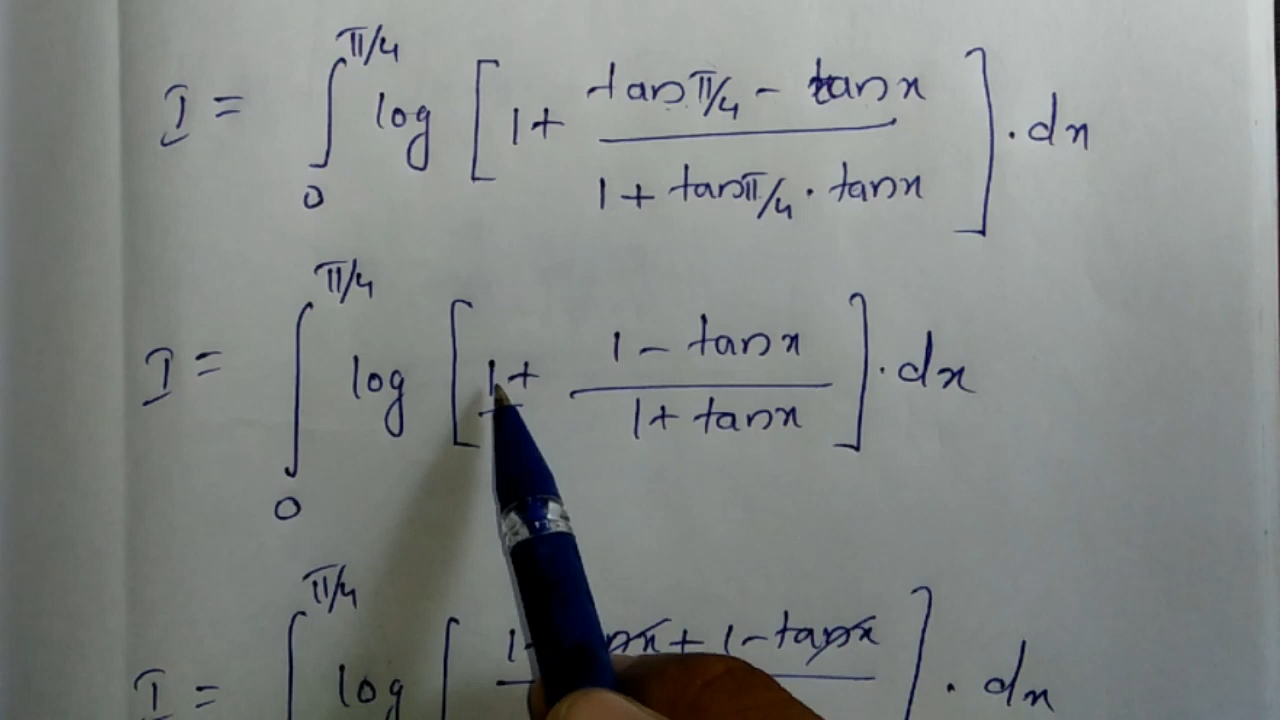 I = ∫₀^π/4 log [ 1 + (tan π/4 - tan x) / (1 + tan π/4 · tan x) ] . dx
I = ∫₀^π/4 log [ 1 + (1 - tan x) / (1 + tan x) ] . dx
I = ∫^π/4 log [ 1 + 1 - tan x ] . dx